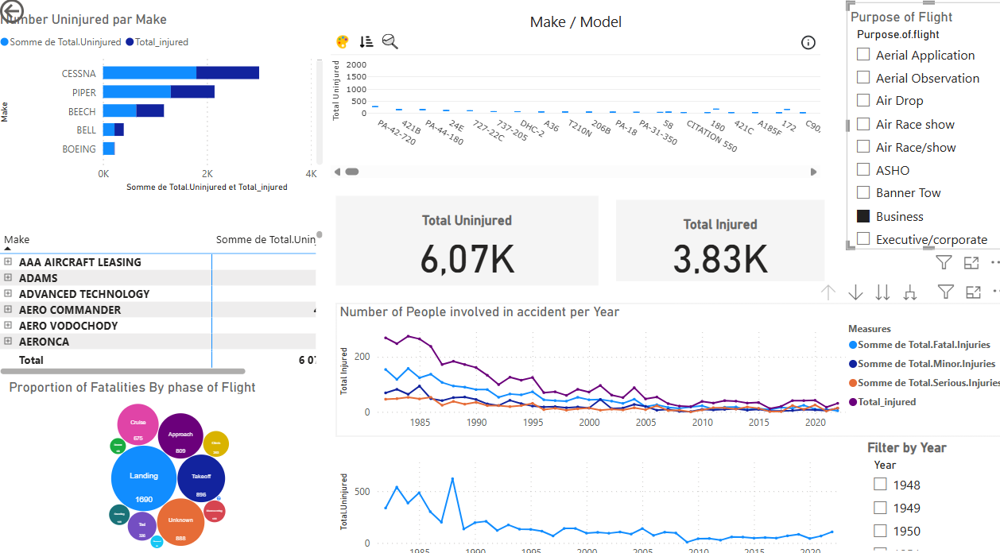 Number Uninjured par Make
Somme de Total.Uninjured Total_injured
Make
CESSNA
PIPER
BEECH
BELL
BOEING
0K 2K 4K
Somme de Total.Uninjured et Total_injured
Make / Model
Total Uninjured
2000
1500
1000
500
0
PA-42-720 421B PA-44-180 24E 727-22C 737-205 DHC-2 A36 T210N 206B PA-18 PA-31-350 58 CITATION 550 180 421C A185F 172 C90.
Purpose of Flight
Purpose.of.flight
Aerial Application
Aerial Observation
Air Drop
Air Race show
Air Race/show
ASHO
Banner Tow
Business
Executive/corporate
Total Uninjured
6,07K
Total Injured
3,83K
Make Somme de Total.Unin
AAA AIRCRAFT LEASING
ADAMS
ADVANCED TECHNOLOGY
AERO COMMANDER
AERO VODOCHODY
AERONCA
Total 6 07
Number of People involved in accident per Year
Total Injured
200
0
1985 1990 1995 2000 2005 2010 2015 2020
Measures
Somme de Total.Fatal.Injuries
Somme de Total.Minor.Injuries
Somme de Total.Serious.Injuries
Total_injured
Proportion of Fatalities By phase of Flight
Cruise
675
Approach
809
Landing
1690
Takeoff
896
Taxi
Unknown
888
Total.Uninjured
500
0
1985 1990 1995 2000 2005 2010 2015 2020
Filter by Year
Year
1948
1949
1950